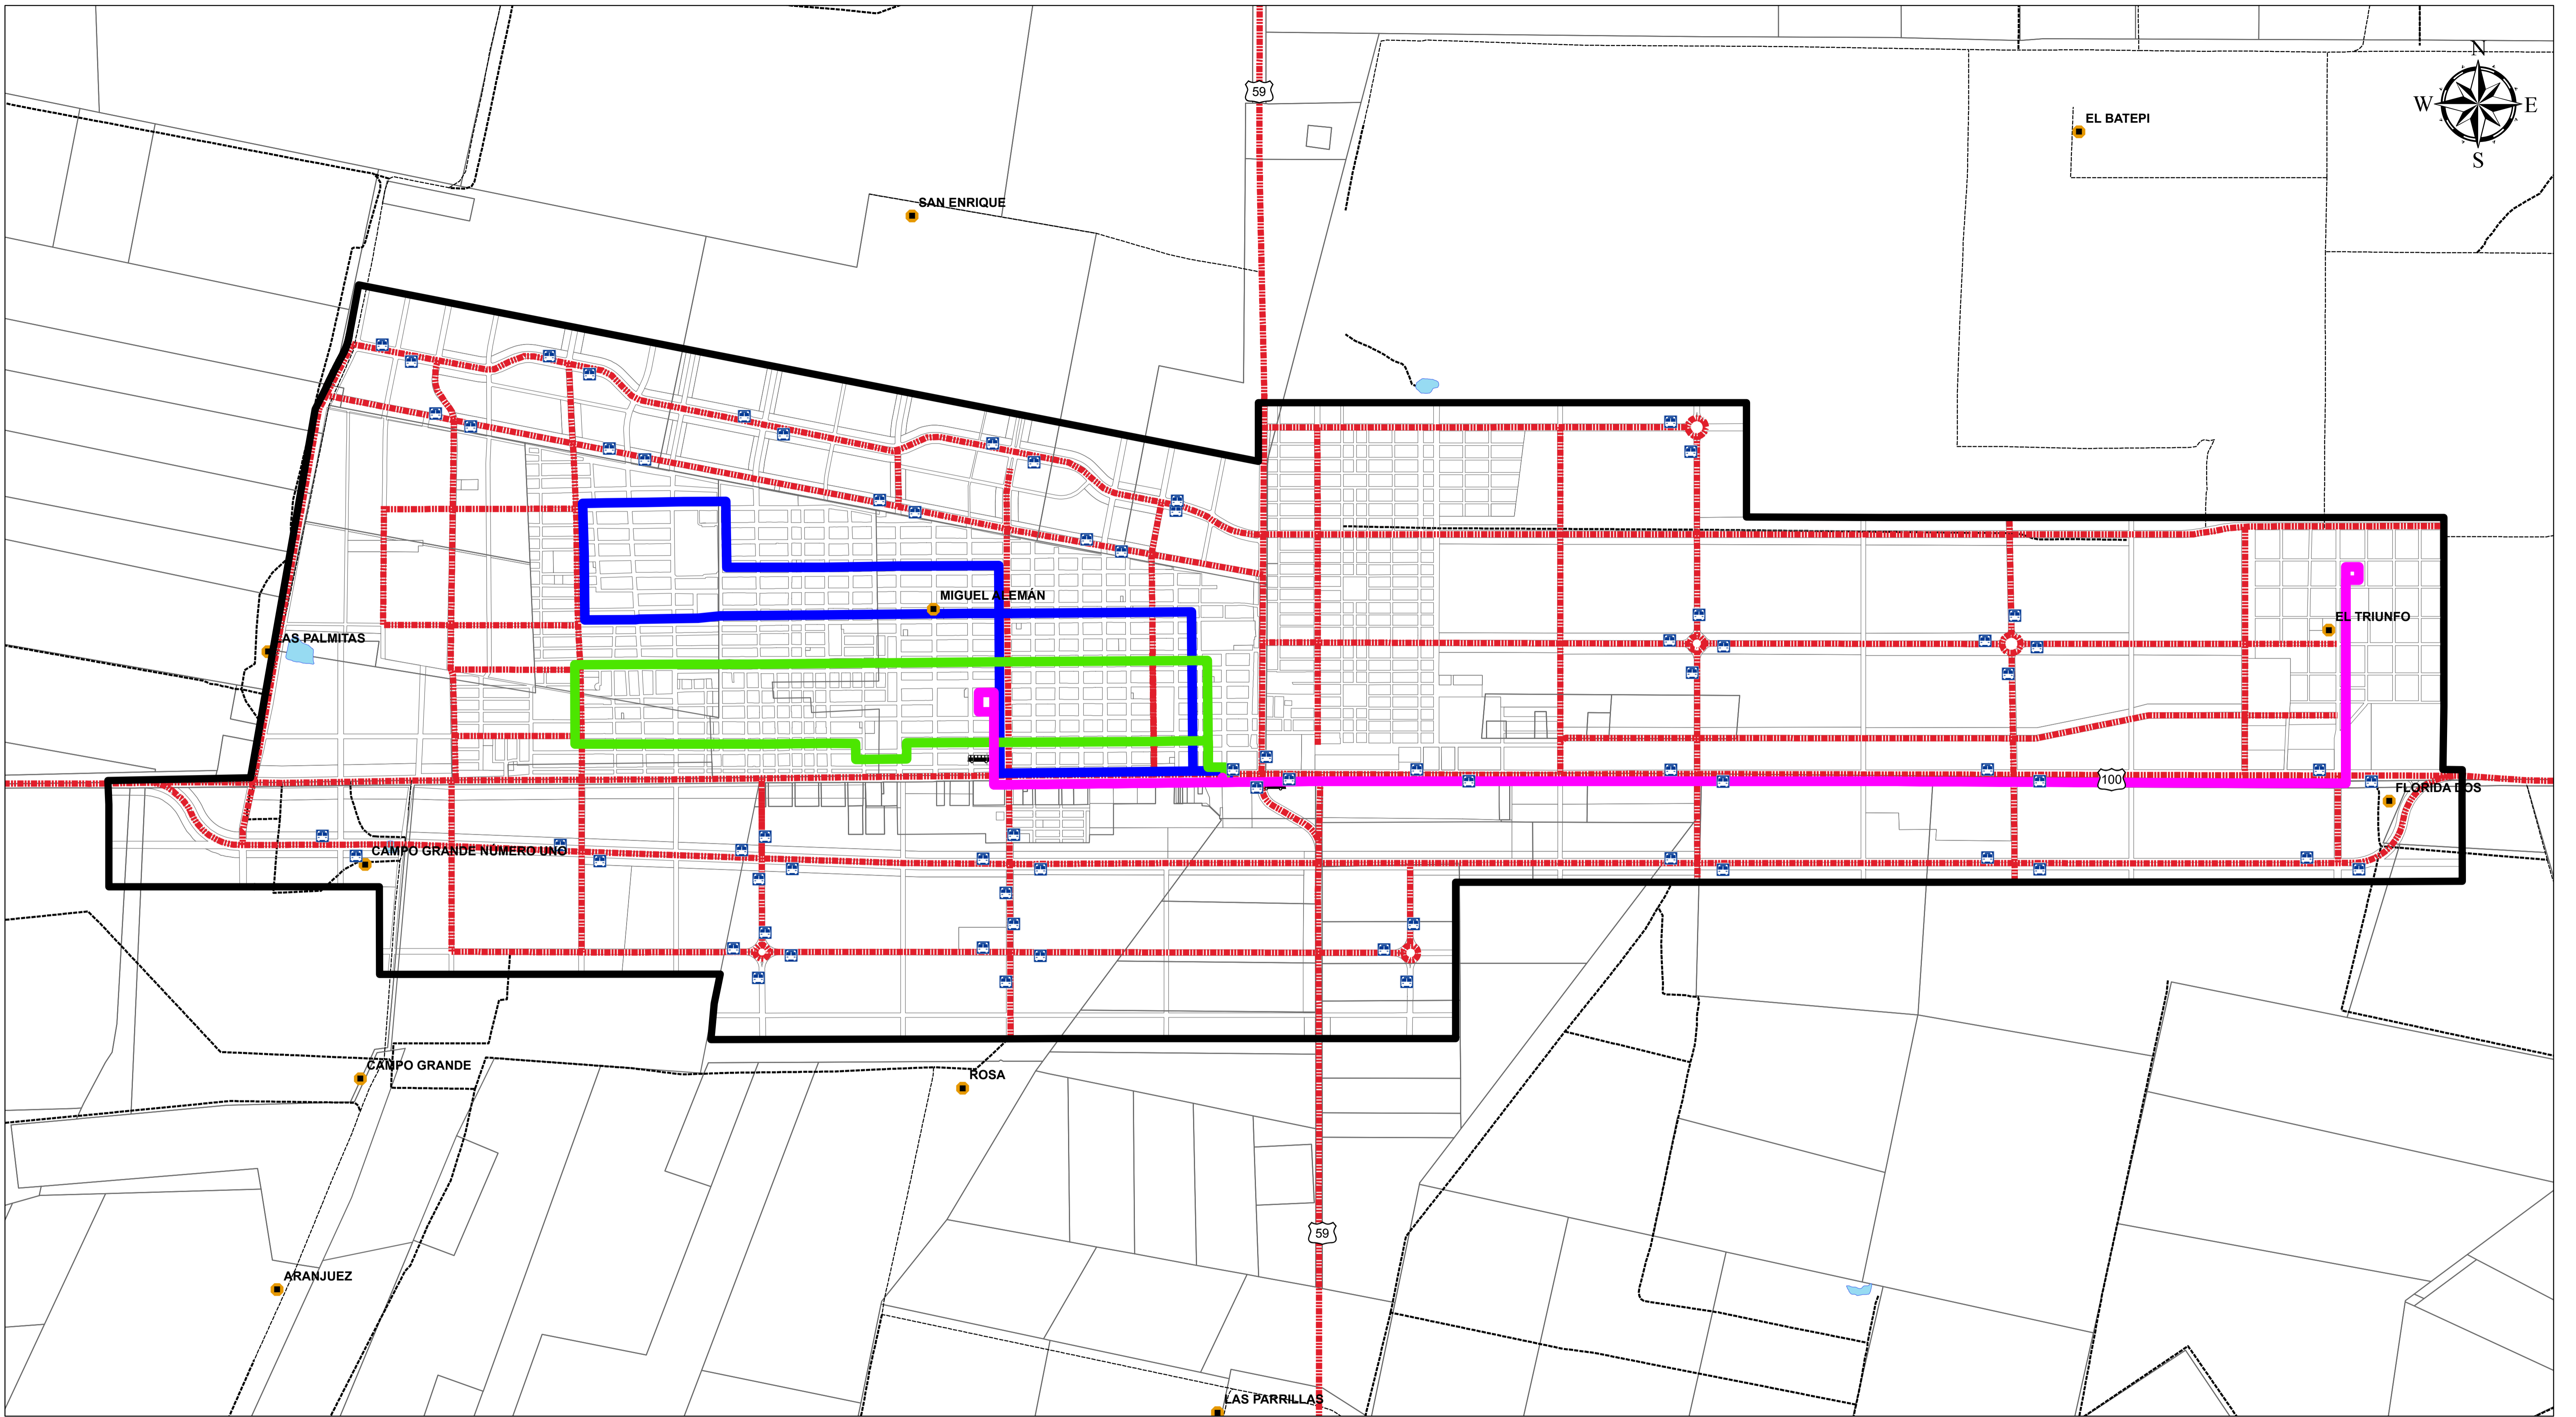 N
59
W
E
EL BATEPI
S
SAN ENRIQUE
MIGUEL ALEMÁN
EL TRIUNFO
LAS PALMITAS
100
FLORIDA DOS
CAMPO GRANDE NÚMERO UNO
CAMPO GRANDE
ROSA
59
ARANJUEZ
LAS PARRILLAS